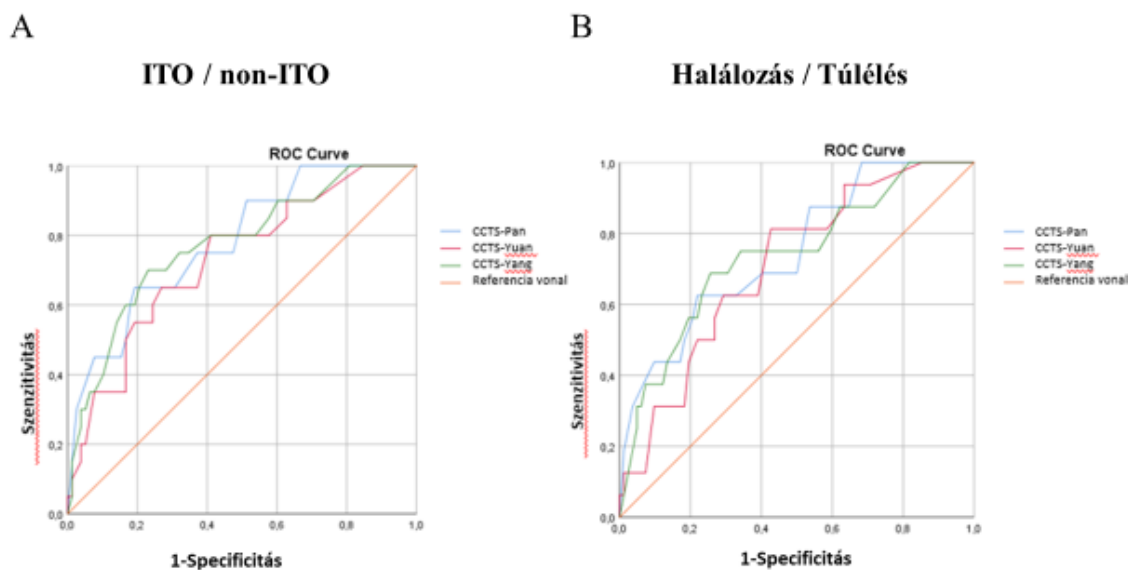 A
ITO / non-ITO
ROC Curve
1,0
0,8
0,6
0,4
0,2
0,0
0,0 0,2 0,4 0,6 0,8 1,0
Szenzitivitás
1-Specificitás
CCTS-Pan
CCTS-Yuan
CCTS-Yang
Referencia vonal
B
Halálozás / Túlélés
ROC Curve
1,0
0,8
0,6
0,4
0,2
0,0
0,0 0,2 0,4 0,6 0,8 1,0
Szenzitivitás
1-Specificitás
CCTS-Pan
CCTS-Yuan
CCTS-Yang
Referencia vonal